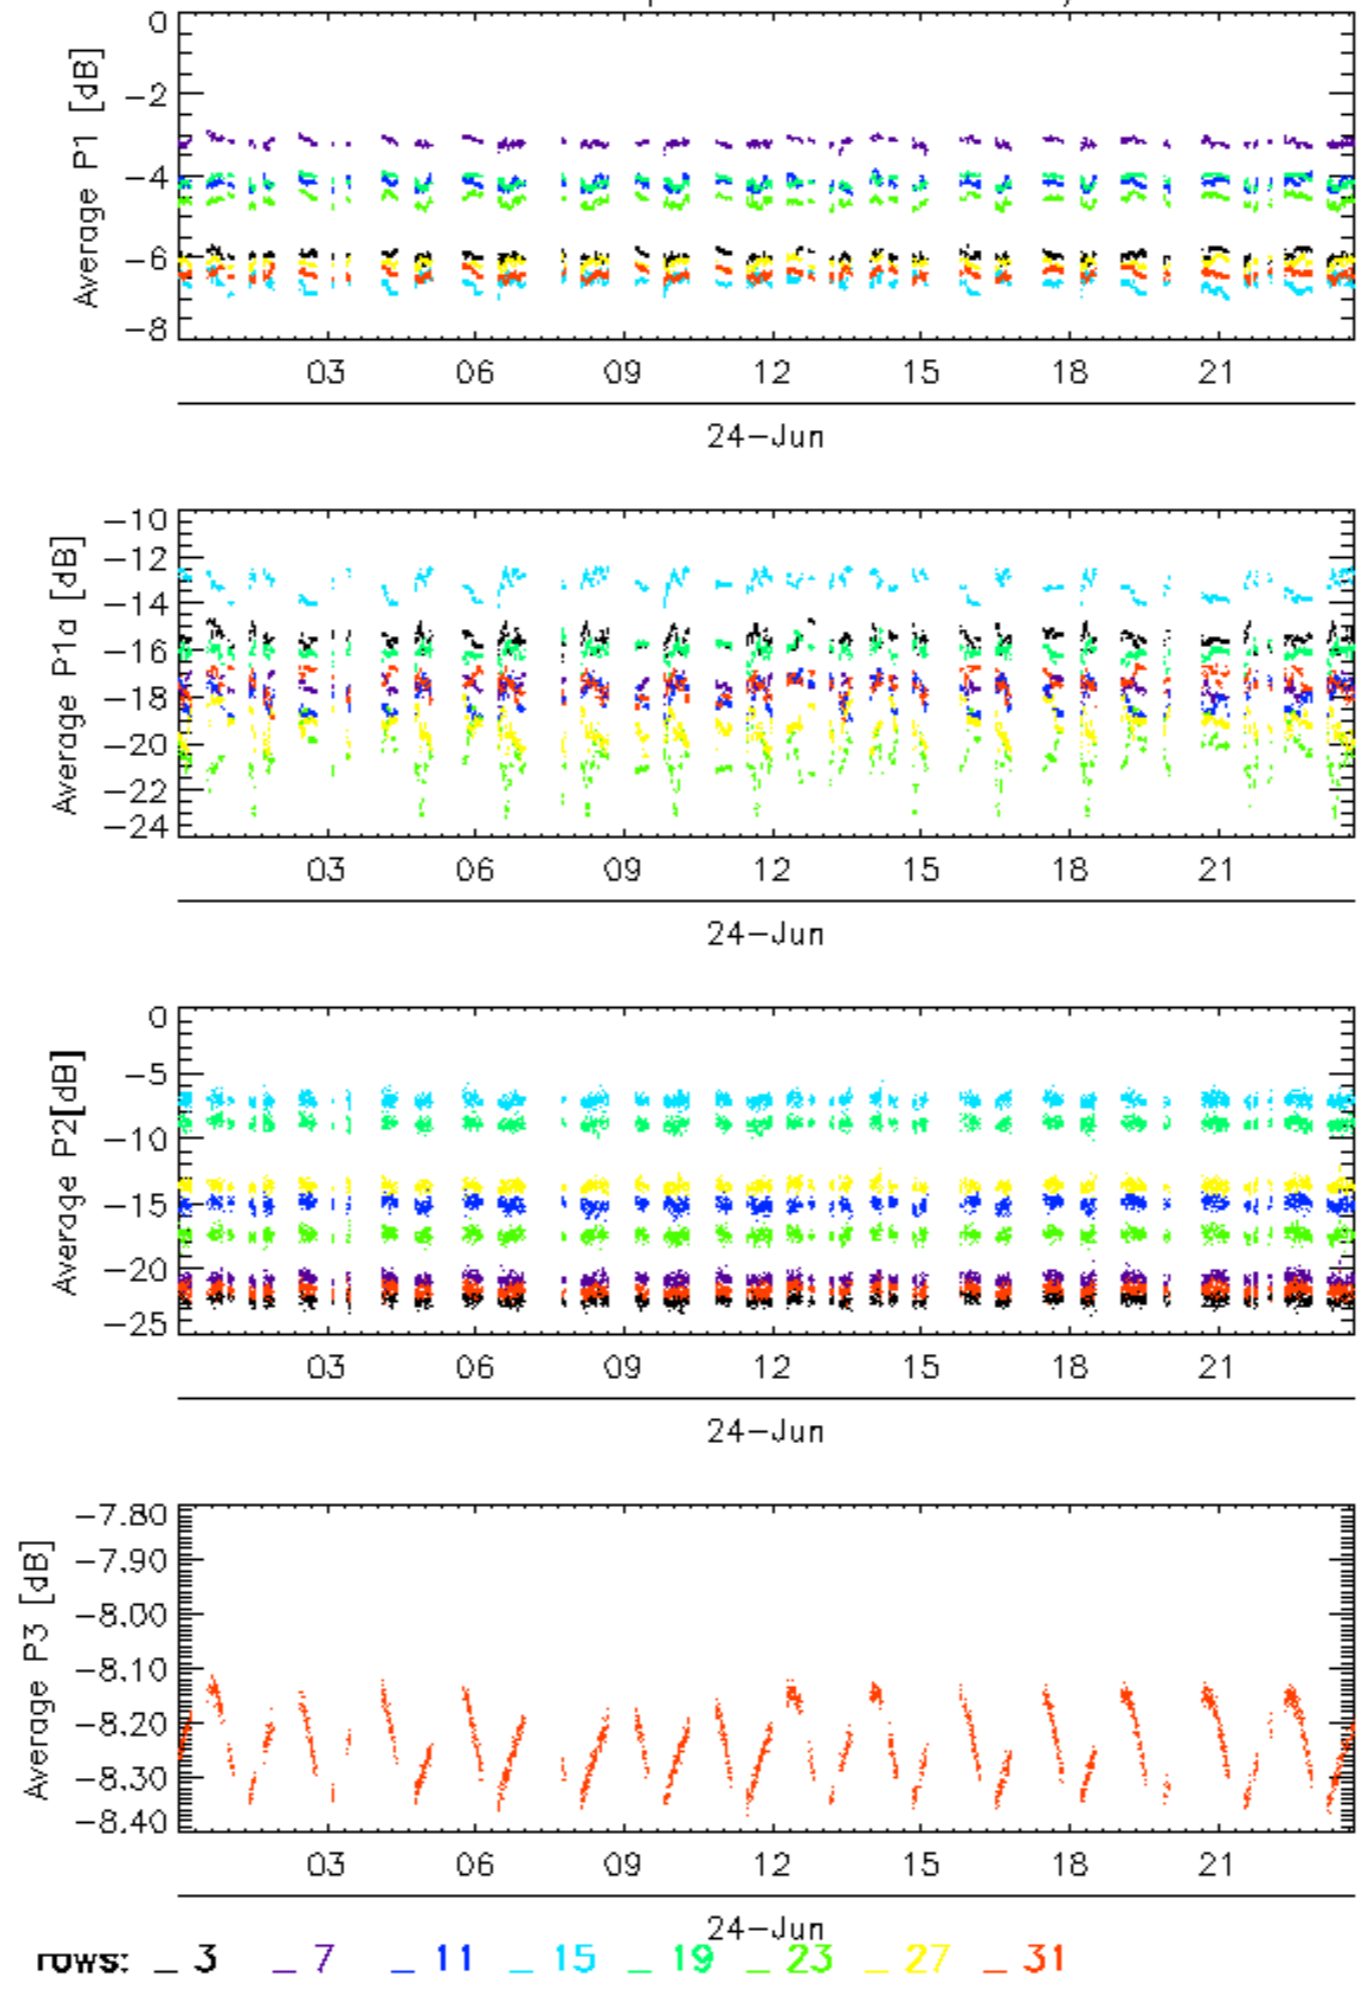 0
-2
-4
-6
-8
Average P1 [dB]
03 06 09 12 15 18 21
24-Jun
-10
-12
-14
-16
-18
-20
-22
-24
Average P1a [dB]
03 06 09 12 15 18 21
24-Jun
0
-5
-10
-15
-20
-25
Average P2[dB]
03 06 09 12 15 18 21
24-Jun
-7.80
-7.90
-8.00
-8.10
-8.20
-8.30
-8.40
Average P3 [dB]
03 06 09 12 15 18 21
24-Jun
rows: _ 3 _ 7 _ 11 _ 15 _ 19 _ 23 _ 27 _ 31